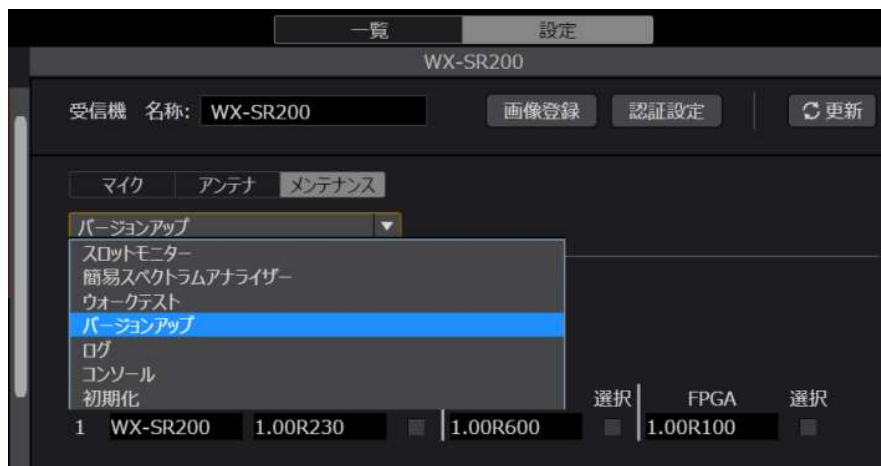 一覧 設定
WX-SR200
受信機 名称: WX-SR200 画像登録 認証設定 更新
マイク アンテナ メンテナンス
バージョンアップ
スロットモニター
簡易スペクトラムアナライザー
ウォークテスト
バージョンアップ
ログ
コンソール
初期化
選択 FPGA 選択
1 WX-SR200 1.00R230 1.00R600 1.00R100